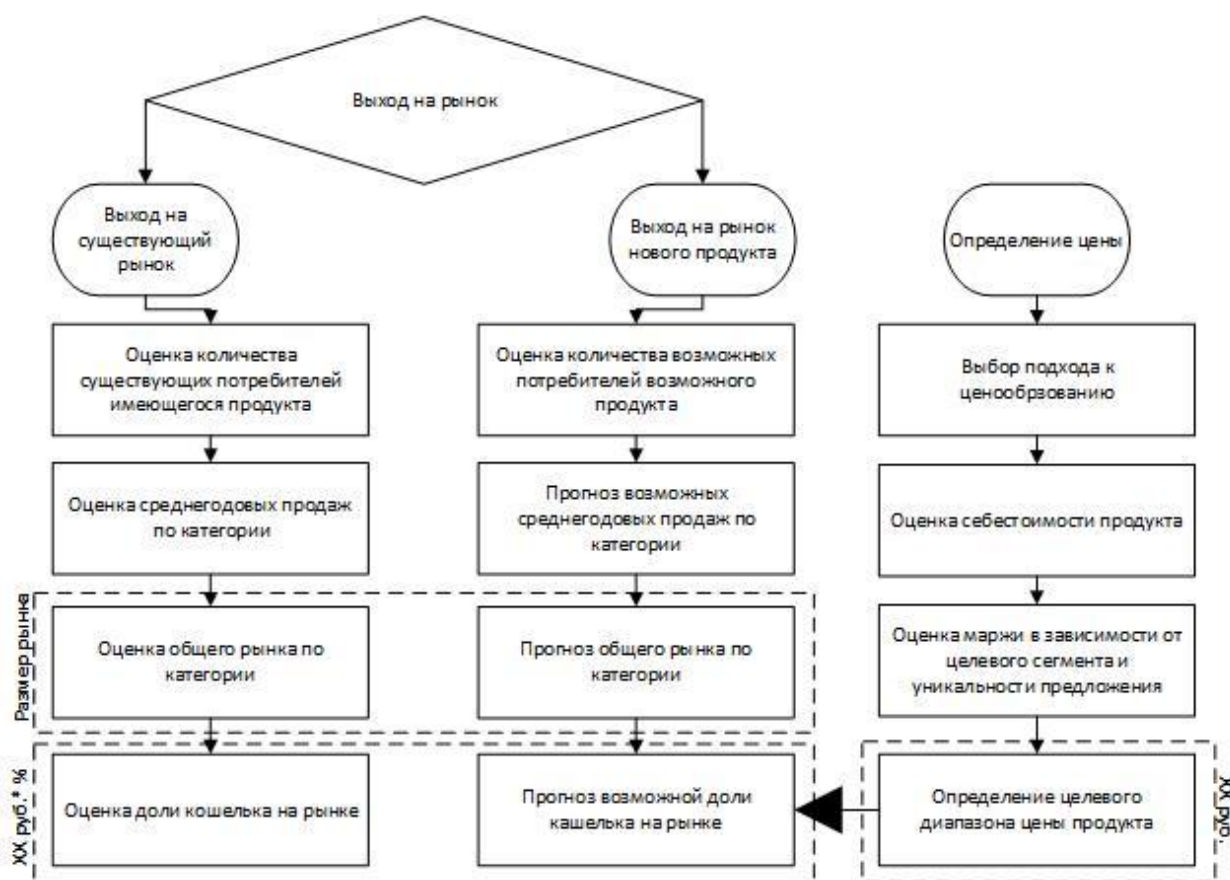 Выход на рынок
Выход на
существующий
рынок
Выход на рынок
нового продукта
Определение цены
Оценка количества
существующих потребителей
имеющегося продукта
Оценка количества возможных
потребителей возможного
продукта
Выбор подхода к
ценообрзованию
Оценка среднегодовых продаж
по категории
Прогноз возможных
среднегодовых продаж по
категории
Оценка себестоимости продукта
Размер рынка
Оценка общего рынка по
категории
Прогноз общего рынка по
категории
Оценка маржи в зависимости от
целевого сегмента и
уникальности предложения
XX руб.* %
Оценка доли кошелька на рынке
Прогноз возможной доли
кашелька на рынке
Определение целевого
диапазона цены продукта
XX руб.